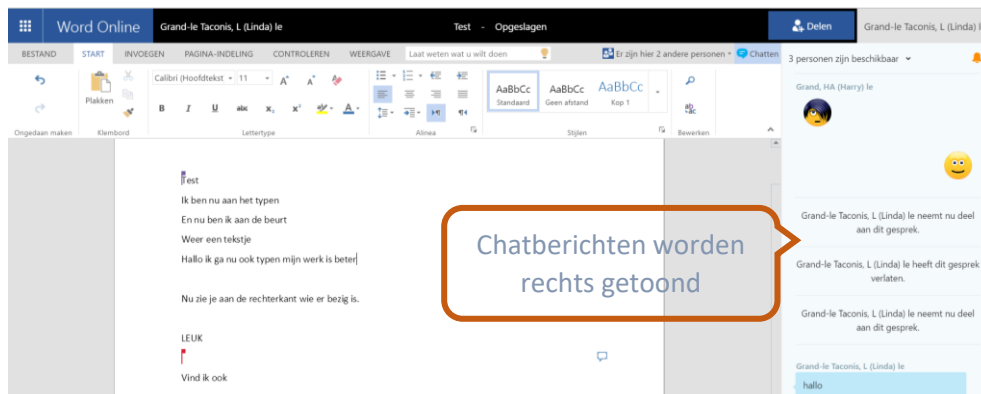 Word Online Grand-le Taconis, L (Linda) le Test - Opgeslagen Delen Grand-le Taconis, L (Linda) l
BESTAND START INVOEGEN PAGINA-INDELING CONTROLEREN WEERGAVE Laat weten wat u wilt doen Er zijn hier 2 andere personen Chatten
3 personen zijn beschikbaar
Calibri (Hoofdtekst 11 A A
Plakken
B I U abc x, x' aby A
AaBbCc AaBbCc AaBbCc
Standaard Geen afstand Kop 1
Ongedaan maken Klembord Lettertype Alinea Stijlen Bewerken
Grand, HA (Harry) le
Test
Ik ben nu aan het typen
En nu ben ik aan de beurt
Weer een tekstje
Hallo ik ga nu ook typen mijn werk is beter
Nu zie je aan de rechterkant wie er bezig is.
LEUK
Vind ik ook
Chatberichten worden
rechts getoond
Grand-le Taconis, L (Linda) le neemt nu deel
aan dit gesprek.
Grand-le Taconis, L (Linda) le heeft dit gesprek
verlaten.
Grand-le Taconis, L (Linda) le neemt nu deel
aan dit gesprek.
Grand-le Taconis, L (Linda) le
hallo